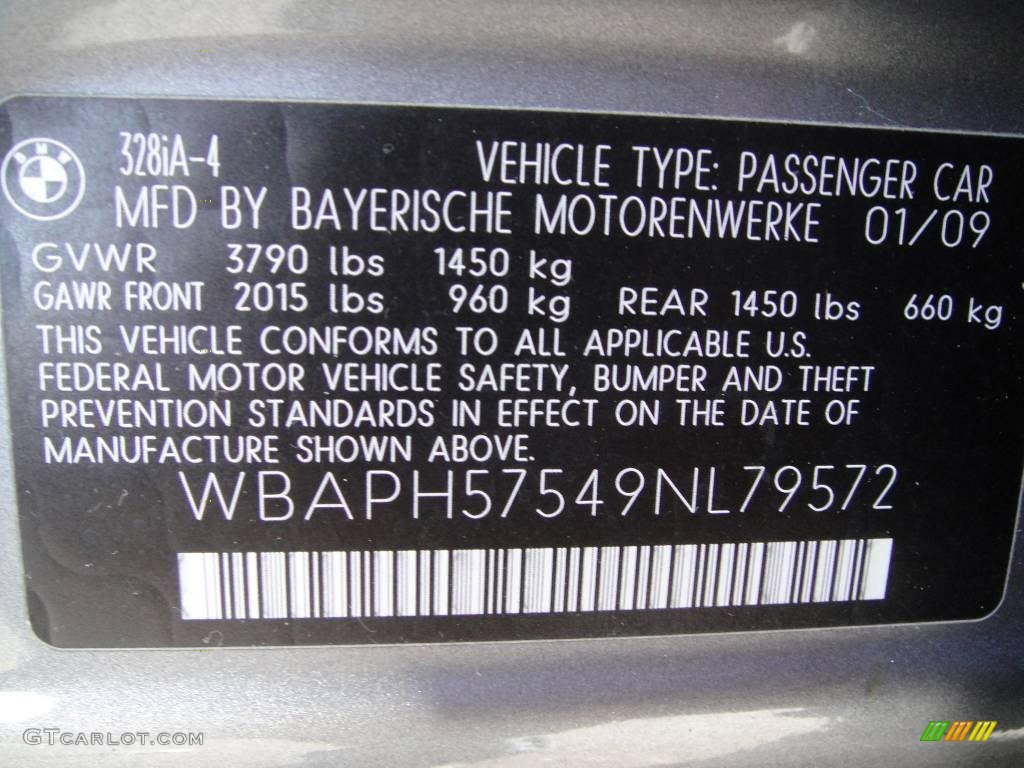 328iA-4 VEHICLE TYPE: PASSENGER CAR
MFD BY BAYERISCHE MOTORENWERKE 01/09
GVWR 3790 lbs 1450 kg
GAWR FRONT 2015 lbs 960 kg REAR 1450 lbs 660 kg
THIS VEHICLE CONFORMS TO ALL APPLICABLE U.S.
FEDERAL MOTOR VEHICLE SAFETY, BUMPER AND THEFT
PREVENTION STANDARDS IN EFFECT ON THE DATE OF
MANUFACTURE SHOWN ABOVE.
WBAPH57549NL79572
GTCARLOT.COM